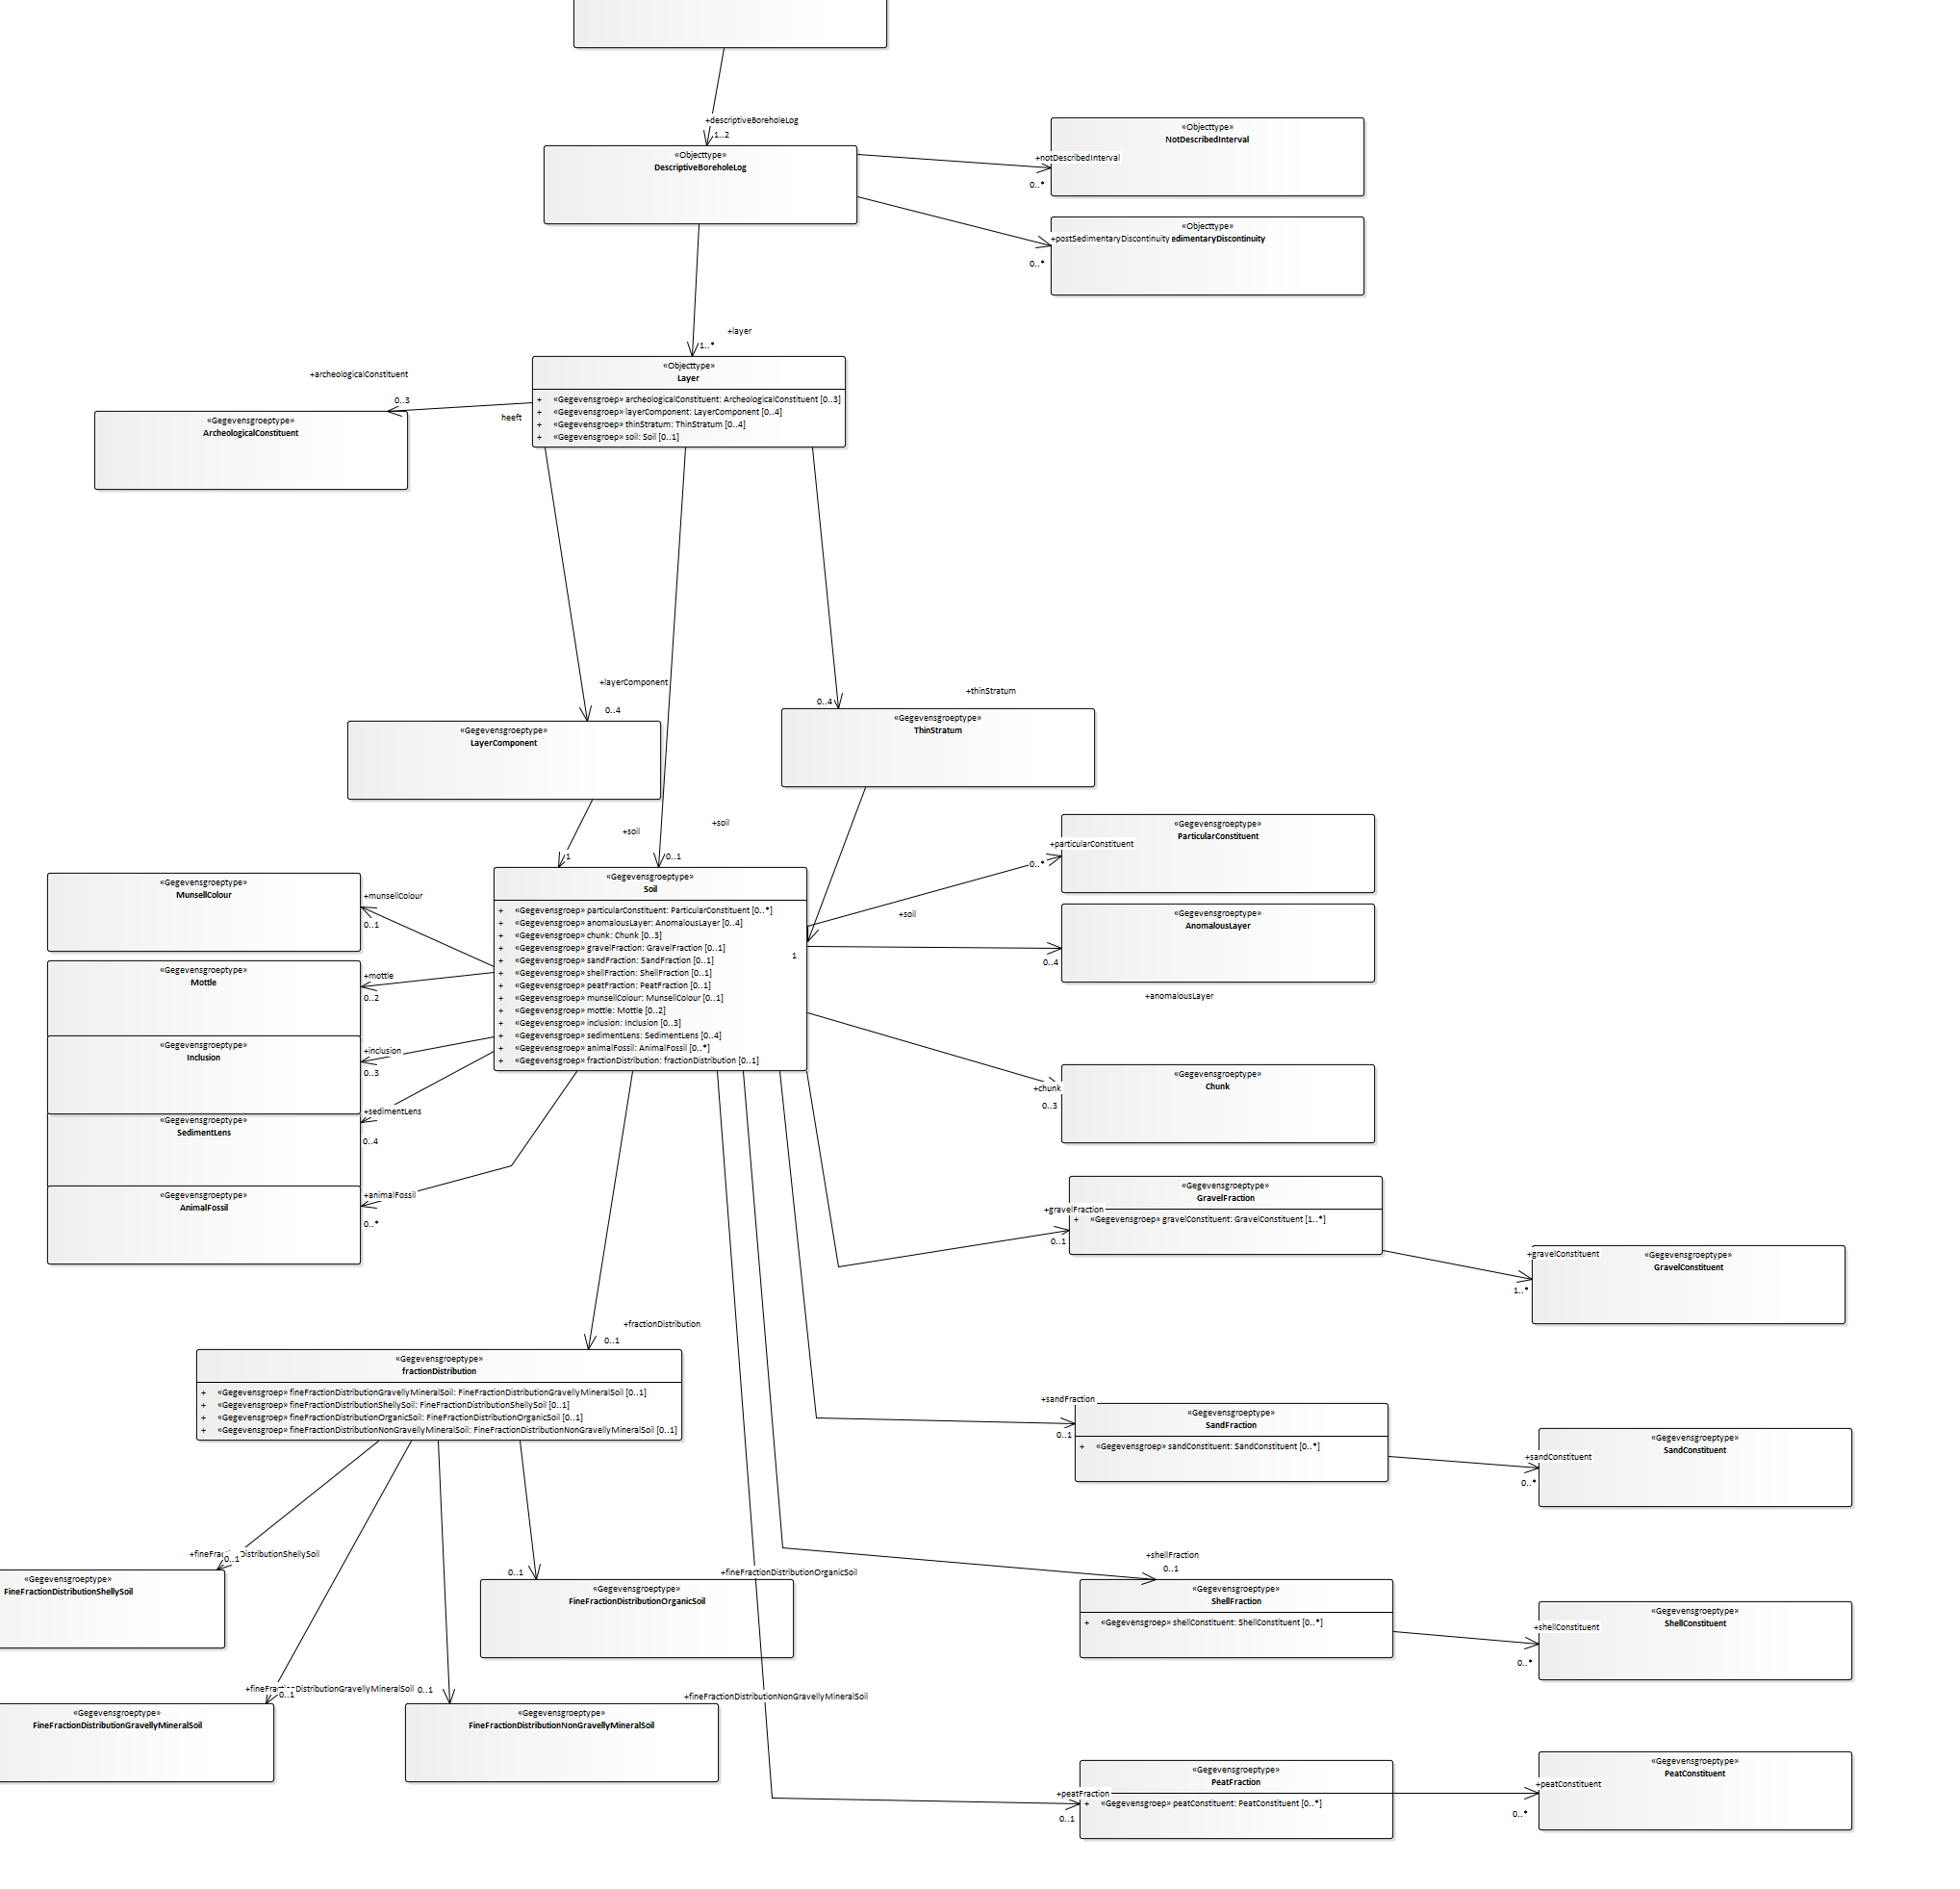 +descriptiveBoreholeLog
1..2
«Objecttype»
DescriptiveBoreholeLog
«Objecttype»
NotDescribedInterval
+notDescribedInterval
0..*
«Objecttype»
+postSedimentaryDiscontinuity edimentaryDiscontinuity
0..*
+layer
1..*
«Objecttype»
Layer
+ «Gegevensgroep» archeologicalConstituent: ArcheologicalConstituent [0..3]
+ «Gegevensgroep» layerComponent: LayerComponent [0..4]
+ «Gegevensgroep» thinStratum: ThinStratum [0..4]
+ «Gegevensgroep» soil: Soil [0..1]
+archeologicalConstituent
0..3
heeft
«Gegevensgroeptype»
ArcheologicalConstituent
+layerComponent
0..4
+thinStratum
0..4
«Gegevensgroeptype»
LayerComponent
«Gegevensgroeptype»
ThinStratum
+soil
1
+soil
0..1
+soil
1
«Gegevensgroeptype»
Soil
+ «Gegevensgroep» particularConstituent: ParticularConstituent [0..*]
+ «Gegevensgroep» anomalousLayer: AnomalousLayer [0..4]
+ «Gegevensgroep» chunk: Chunk [0..3]
+ «Gegevensgroep» gravelFraction: GravelFraction [0..1]
+ «Gegevensgroep» sandFraction: SandFraction [0..1]
+ «Gegevensgroep» shellFraction: ShellFraction [0..1]
+ «Gegevensgroep» peatFraction: PeatFraction [0..1]
+ «Gegevensgroep» munsellColour: MunsellColour [0..1]
+ «Gegevensgroep» mottle: Mottle [0..2]
+ «Gegevensgroep» inclusion: Inclusion [0..3]
+ «Gegevensgroep» sedimentLens: SedimentLens [0..4]
+ «Gegevensgroep» animalFossil: AnimalFossil [0..*]
+ «Gegevensgroep» fractionDistribution: fractionDistribution [0..1]
«Gegevensgroeptype»
MunsellColour
+munsellColour
0..1
«Gegevensgroeptype»
Mottle
+mottle
0..2
«Gegevensgroeptype»
Inclusion
+inclusion
0..3
«Gegevensgroeptype»
SedimentLens
+sedimentLens
0..4
«Gegevensgroeptype»
AnimalFossil
+animalFossil
0..*
«Gegevensgroeptype»
ParticularConstituent
+particularConstituent
0..*
«Gegevensgroeptype»
AnomalousLayer
0..4
+anomalousLayer
«Gegevensgroeptype»
Chunk
+chunk
0..3
«Gegevensgroeptype»
GravelFraction
+ «Gegevensgroep» gravelConstituent: GravelConstituent [1..*]
+gravelFraction
0..1
«Gegevensgroeptype»
GravelConstituent
+gravelConstituent
1..*
+fractionDistribution
0..1
«Gegevensgroeptype»
fractionDistribution
+ «Gegevensgroep» fineFractionDistributionGravellyMineralSoil: FineFractionDistributionGravellyMineralSoil [0..1]
+ «Gegevensgroep» fineFractionDistributionShellySoil: FineFractionDistributionShellySoil [0..1]
+ «Gegevensgroep» fineFractionDistributionOrganicSoil: FineFractionDistributionOrganicSoil [0..1]
+ «Gegevensgroep» fineFractionDistributionNonGravellyMineralSoil: FineFractionDistributionNonGravellyMineralSoil [0..1]
+sandFraction
0..1
«Gegevensgroeptype»
SandFraction
+ «Gegevensgroep» sandConstituent: SandConstituent [0..*]
«Gegevensgroeptype»
SandConstituent
+sandConstituent
0..*
+fineFractionDistributionShellySoil
0..1
«Gegevensgroeptype»
FineFractionDistributionShellySoil
0..1
+fineFractionDistributionOrganicSoil
«Gegevensgroeptype»
FineFractionDistributionOrganicSoil
+shellFraction
0..1
«Gegevensgroeptype»
ShellFraction
+ «Gegevensgroep» shellConstituent: ShellConstituent [0..*]
«Gegevensgroeptype»
ShellConstituent
+shellConstituent
0..*
+fineFractionDistributionGravellyMineralSoil
0..1
«Gegevensgroeptype»
FineFractionDistributionGravellyMineralSoil
0..1
+fineFractionDistributionNonGravellyMineralSoil
«Gegevensgroeptype»
FineFractionDistributionNonGravellyMineralSoil
«Gegevensgroeptype»
PeatFraction
+peatFraction
0..1
+ «Gegevensgroep» peatConstituent: PeatConstituent [0..*]
«Gegevensgroeptype»
PeatConstituent
+peatConstituent
0..*